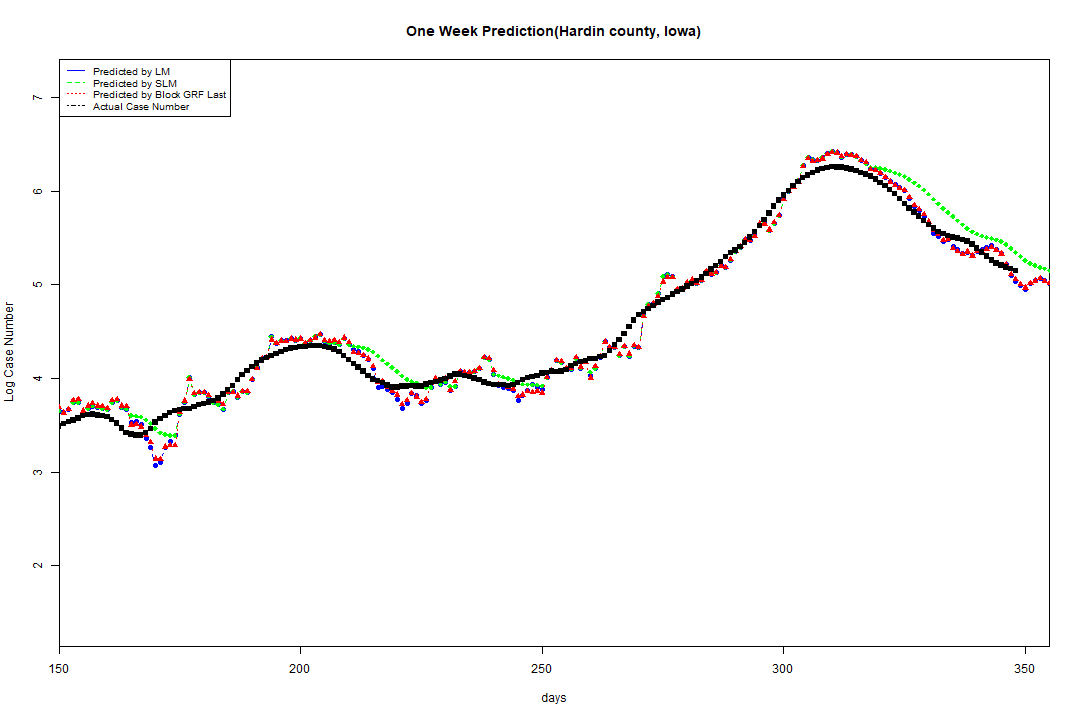 One Week Prediction(Hardin county, Iowa)
Predicted by LM
Predicted by SLM
Predicted by Block GRF Last
Actual Case Number
Log Case Number
7
6
5
4
3
2
150 200 250 300 350
days